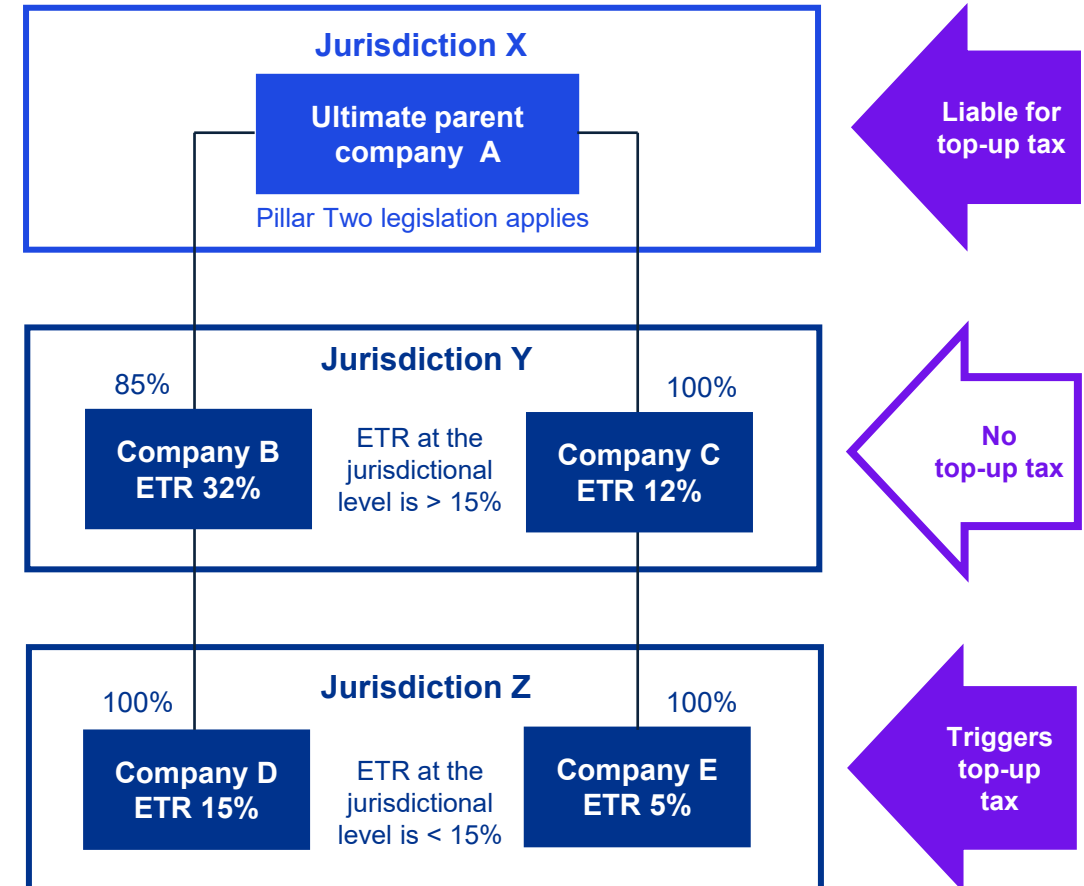 Jurisdiction X
Ultimate parent
company A
Pillar Two legislation applies
Liable for
top-up tax
Jurisdiction Y
85%
100%
Company B
ETR 32%
ETR at the
jurisdictional
level is > 15%
Company C
ETR 12%
No
top-up tax
Jurisdiction Z
100%
100%
Company D
ETR 15%
ETR at the
jurisdictional
level is < 15%
Company E
ETR 5%
Triggers
top-up
tax